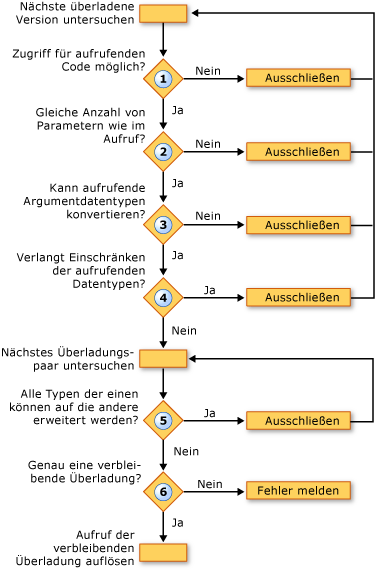 Nächste überladene
Version untersuchen
Zugriff für aufrufenden
Code möglich?
1
Nein
Ausschließen
Ja
Gleiche Anzahl von
Parametern wie im
Aufruf?
2
Nein
Ausschließen
Ja
Kann aufrufende
Argumentdatentypen
konvertieren?
3
Nein
Ausschließen
Ja
Verlangt Einschränken
der aufrufenden
Datentypen?
4
Ja
Ausschließen
Nein
Nächstes Überladungs-
paar untersuchen
Alle Typen der einen
können auf die andere
erweitert werden?
5
Ja
Ausschließen
Nein
Genau eine verblei-
bende Überladung?
6
Nein
Fehler melden
Ja
Aufruf der
verbleibenden
Überladung auflösen